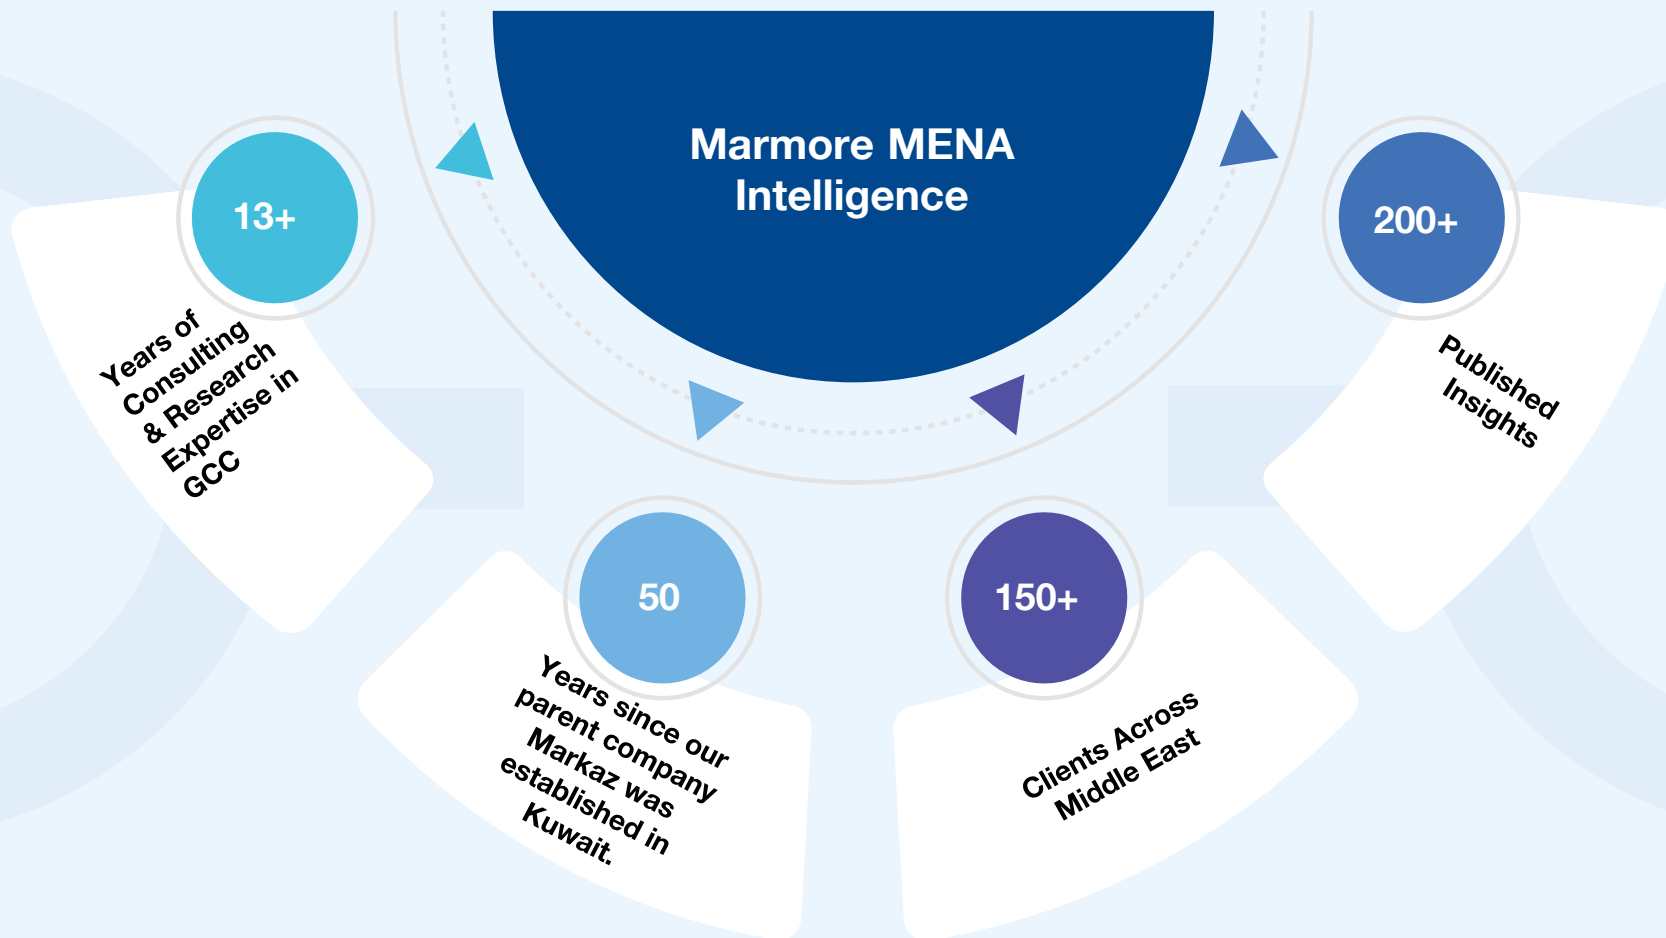 Marmore MENA
Intelligence
13+
Years of
Consulting
& Research
Expertise in
GCC
50
Years since our
parent company
Markaz was
established in
Kuwait.
150+
Clients Across
Middle East
200+
Published
Insights